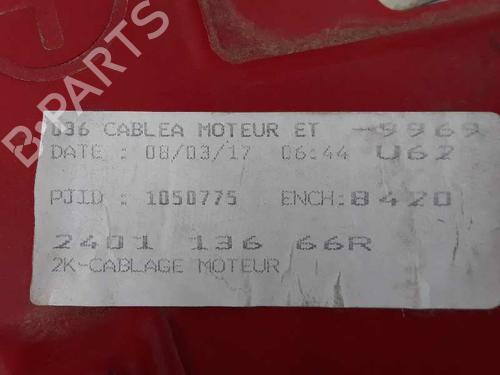 036 CABLEA MOTEUR ET -9969
DATE : 08/03/17 06:44 U62
PJID : 1050775 ENCH: 8420
2401 136 66R
2K-CABLAGE MOTEUR
B-PARTS